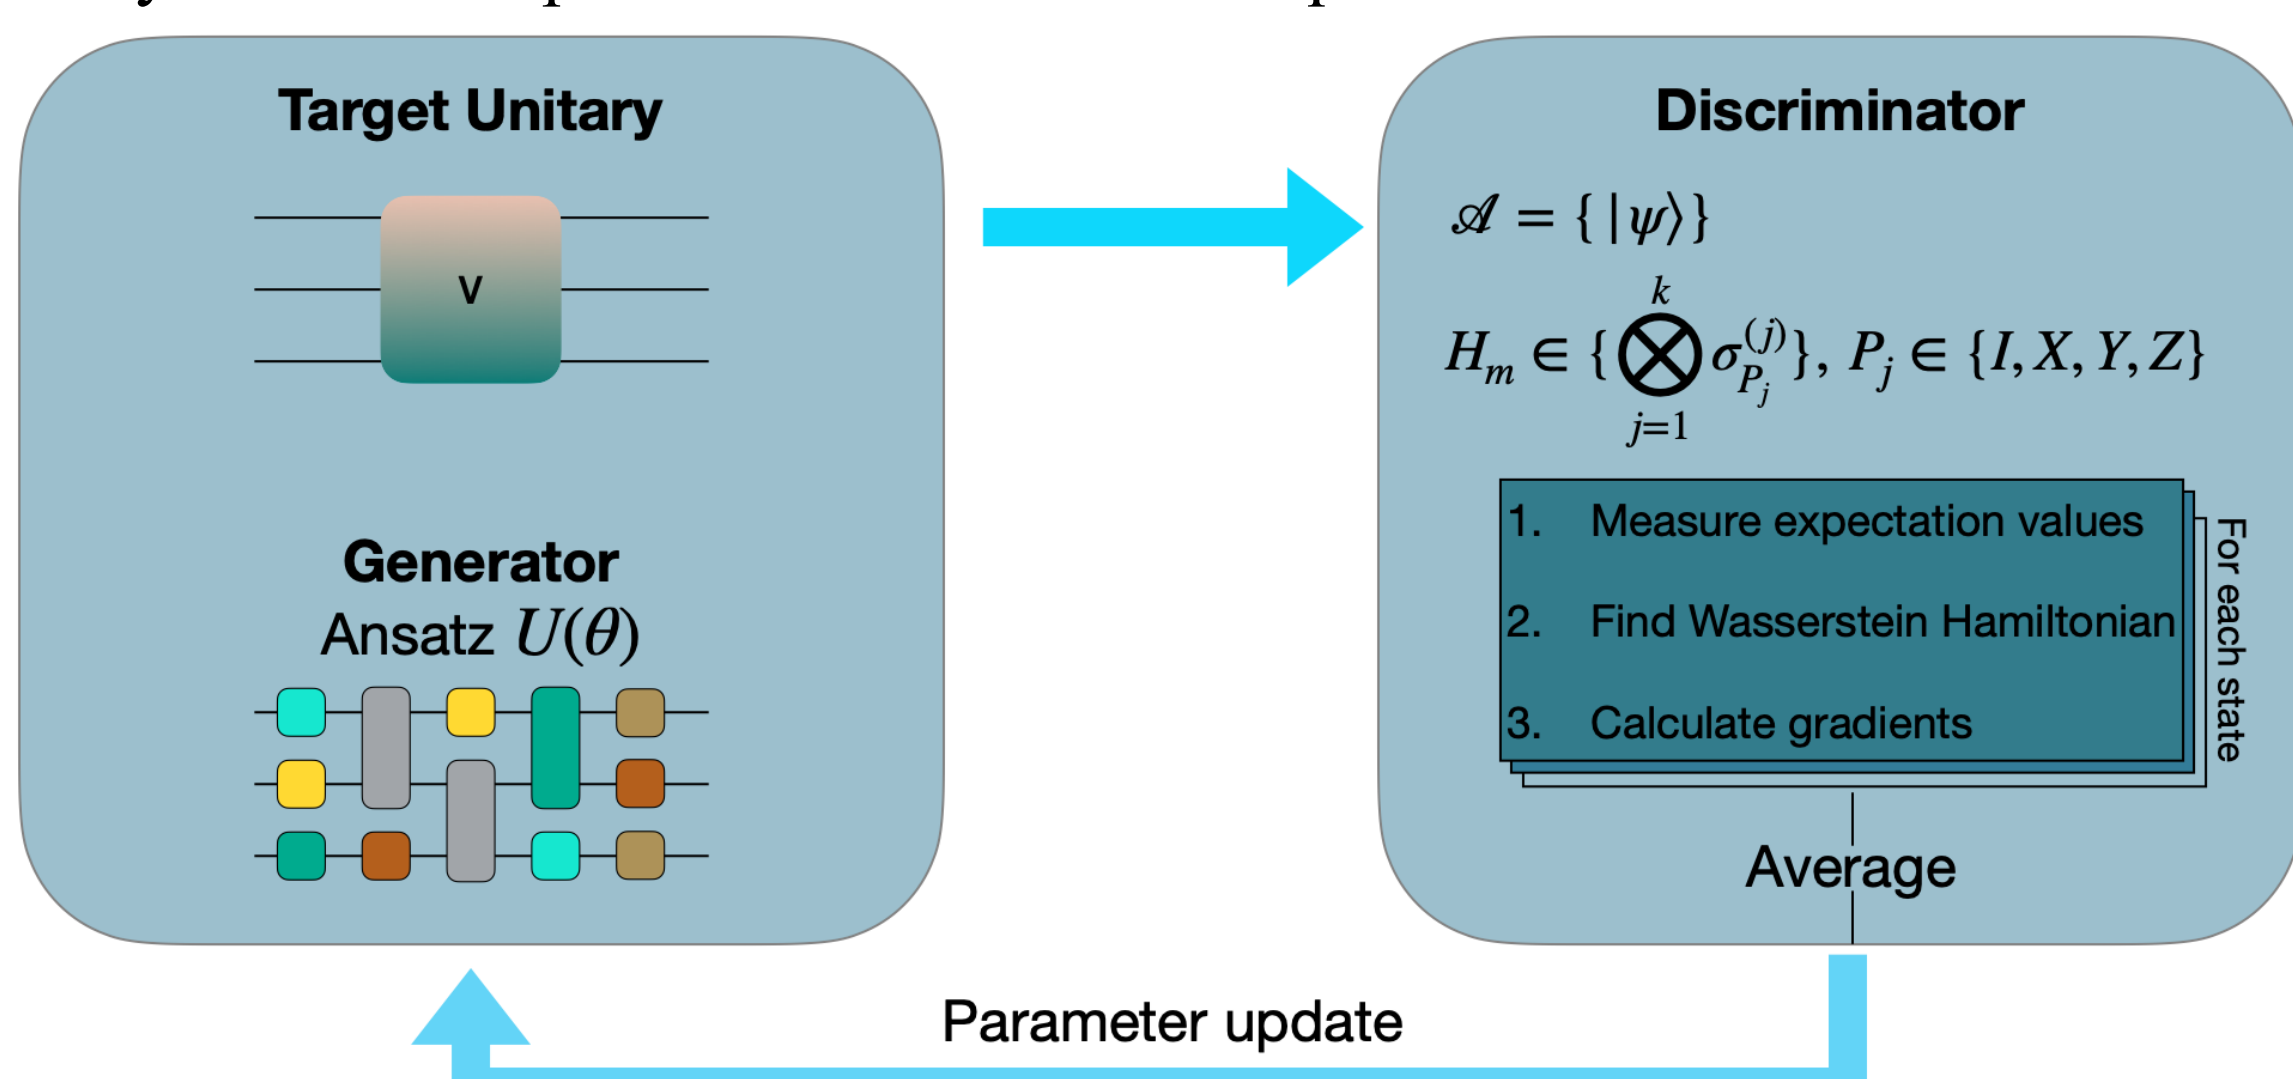 Target Unitary
V
Generator
Ansatz U(θ)
Discriminator
𝒜 = { |ψ⟩}
H_m ∈ {⨂_{j=1}^{k} σ_{P_j}^{(j)}}, P_j ∈ {I, X, Y, Z}
1. Measure expectation values
2. Find Wasserstein Hamiltonian
3. Calculate gradients
For each state
Average
Parameter update